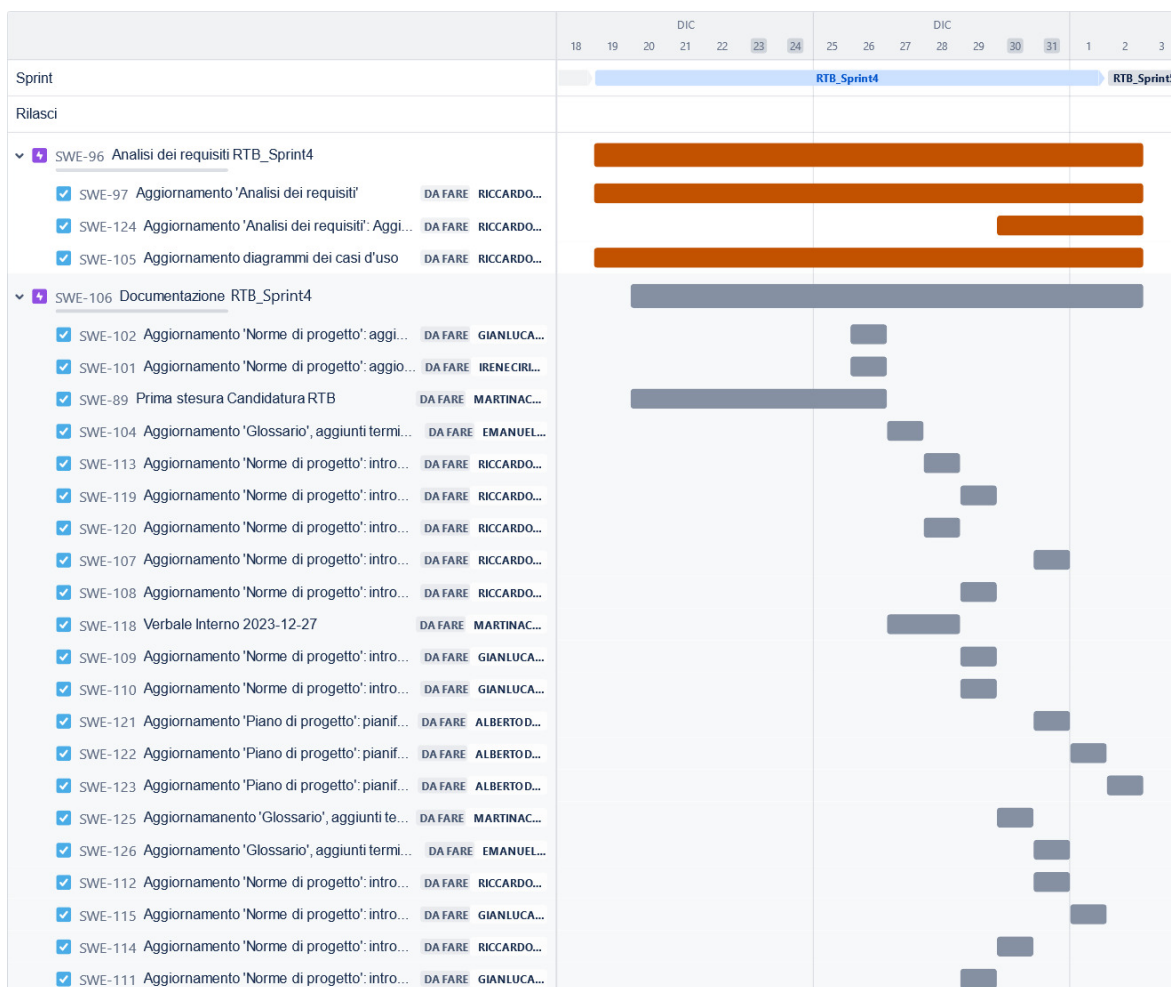 DIC DIC
18 19 20 21 22 23 24 25 26 27 28 29 30 31 1 2 3
Sprint RTB_Sprint4 RTB_Sprint5
Rilasci
SWE-96 Analisi dei requisiti RTB_Sprint4
SWE-97 Aggiornamento 'Analisi dei requisiti' DA FARE RICCARDO...
SWE-124 Aggiornamento 'Analisi dei requisiti': Aggi... DA FARE RICCARDO...
SWE-105 Aggiornamento diagrammi dei casi d'uso DA FARE RICCARDO...
SWE-106 Documentazione RTB_Sprint4
SWE-102 Aggiornamento 'Norme di progetto': aggi... DA FARE GIANLUCA...
SWE-101 Aggiornamento 'Norme di progetto': aggio... DA FARE IRENE CIRI...
SWE-89 Prima stesura Candidatura RTB DA FARE MARTINA C...
SWE-104 Aggiornamento 'Glossario', aggiunti termi... DA FARE EMANUEL...
SWE-113 Aggiornamento 'Norme di progetto': intro... DA FARE RICCARDO...
SWE-119 Aggiornamento 'Norme di progetto': intro... DA FARE RICCARDO...
SWE-120 Aggiornamento 'Norme di progetto': intro... DA FARE RICCARDO...
SWE-107 Aggiornamento 'Norme di progetto': intro... DA FARE RICCARDO...
SWE-108 Aggiornamento 'Norme di progetto': intro... DA FARE RICCARDO...
SWE-118 Verbale Interno 2023-12-27 DA FARE MARTINA C...
SWE-109 Aggiornamento 'Norme di progetto': intro... DA FARE GIANLUCA...
SWE-110 Aggiornamento 'Norme di progetto': intro... DA FARE GIANLUCA...
SWE-121 Aggiornamento 'Piano di progetto': pianif... DA FARE ALBERTO D...
SWE-122 Aggiornamento 'Piano di progetto': pianif... DA FARE ALBERTO D...
SWE-123 Aggiornamento 'Piano di progetto': pianif... DA FARE ALBERTO D...
SWE-125 Aggiornamanento 'Glossario', aggiunti te... DA FARE MARTINA C...
SWE-126 Aggiornamento 'Glossario', aggiunti termi... DA FARE EMANUEL...
SWE-112 Aggiornamento 'Norme di progetto': intro... DA FARE RICCARDO...
SWE-115 Aggiornamento 'Norme di progetto': intro... DA FARE GIANLUCA...
SWE-114 Aggiornamento 'Norme di progetto': intro... DA FARE RICCARDO...
SWE-111 Aggiornamento 'Norme di progetto': intro... DA FARE GIANLUCA...